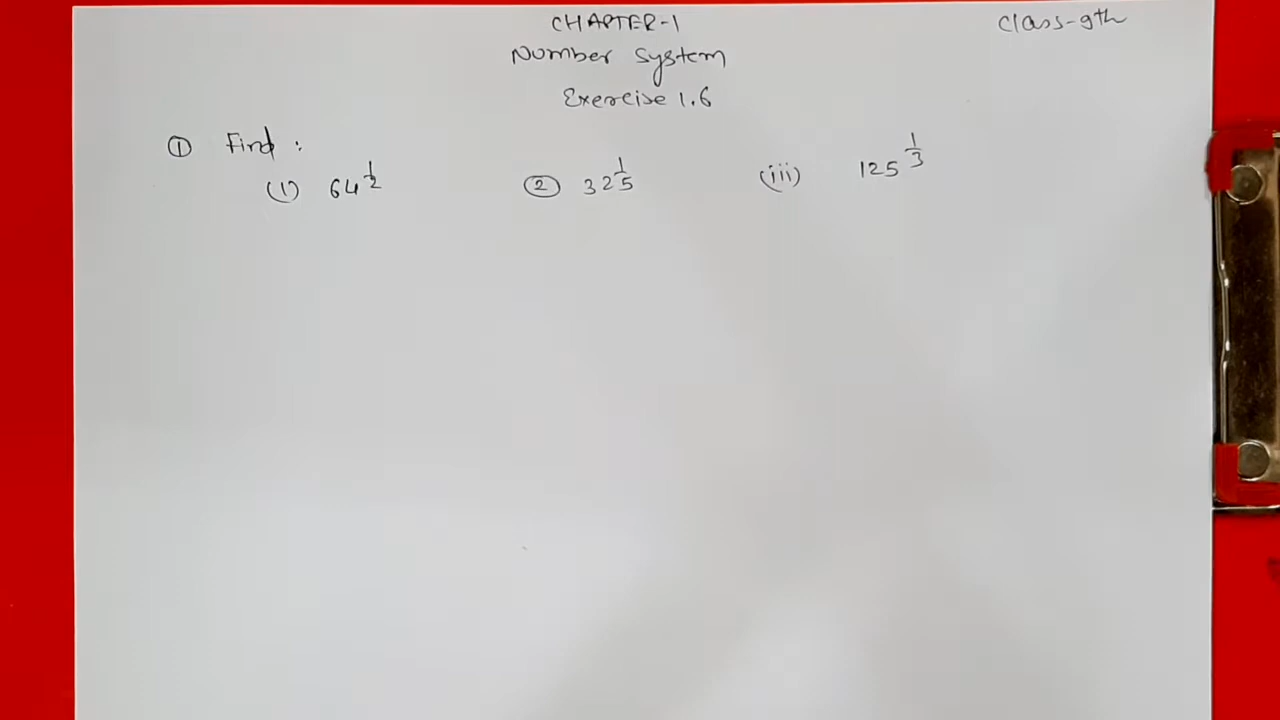 CHAPTER-1
Class-9th
Number System
Exercise 1.6
① Find :
(1) 64^1/2 ② 32^1/5 (iii) 125^1/3